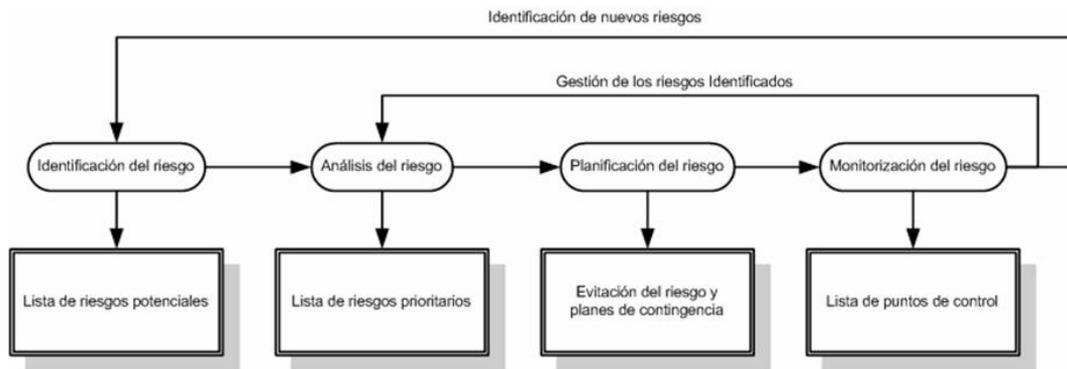 Identificación de nuevos riesgos
Gestión de los riesgos Identificados
Identificación del riesgo
Análisis del riesgo
Planificación del riesgo
Monitorización del riesgo
Lista de riesgos potenciales
Lista de riesgos prioritarios
Evitación del riesgo y
planes de contingencia
Lista de puntos de control